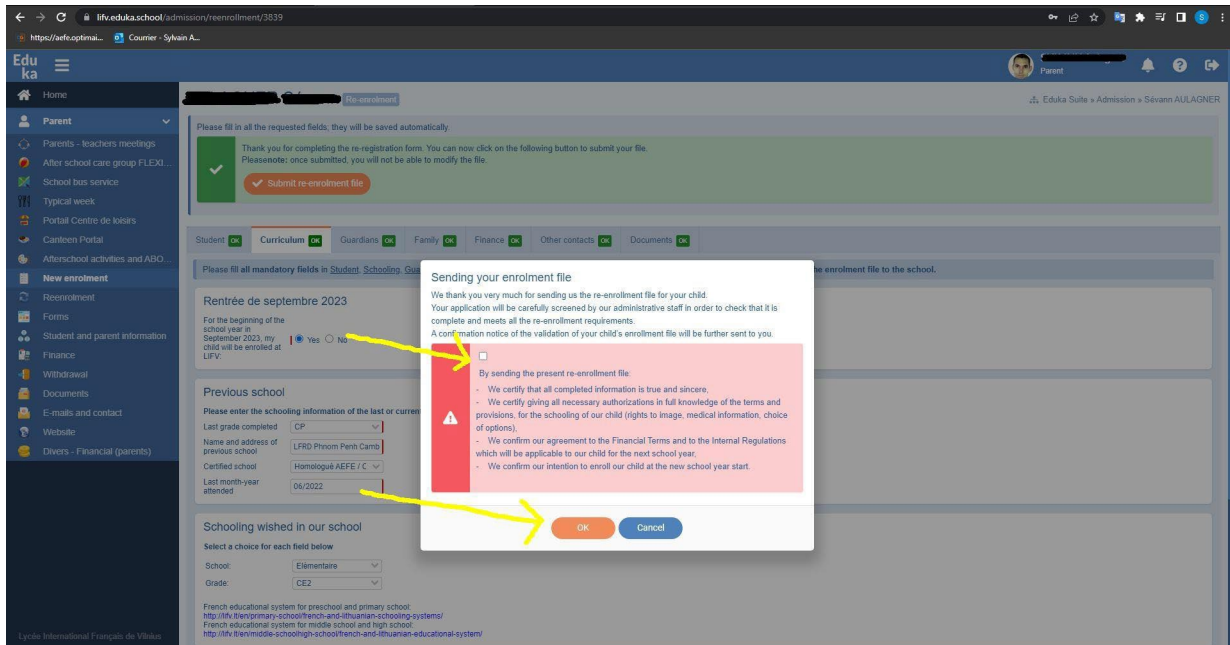 lifv.eduka.school/admission/reenrollment/3839
https://aefe.optimai... Courrier - Sylvain A...
Edu
ka
Parent
Home
Re-enrolment
Eduka Suite » Admission » Sévann AULAGNER
Parent
Parents - teachers meetings
After school care group FLEXI...
School bus service
Typical week
Portail Centre de loisirs
Canteen Portal
Afterschool activities and ABO...
New enrolment
Reenrolment
Forms
Student and parent information
Finance
Withdrawal
Documents
E-mails and contact
Website
Divers - Financial (parents)
Lycée International Français de Vilnius
Please fill in all the requested fields, they will be saved automatically.
Thank you for completing the re-registration form. You can now click on the following button to submit your file.
Pleasenote: once submitted, you will not be able to modify the file.
Submit re-enrolment file
Student OK Curriculum OK Guardians OK Family OK Finance OK Other contacts OK Documents OK
Please fill all mandatory fields in Student, Schooling, Gua he enrolment file to the school.
Rentrée de septembre 2023
For the beginning of the
school year in
September 2023, my
child will be enrolled at
LIFV:
Yes No
Previous school
Please enter the schooling information of the last or curren
Last grade completed CP
Name and address of
previous school
LFRD Phnom Penh Camb
Certified school Homologué AEFE / C
Last month-year
attended
06/2022
Schooling wished in our school
Select a choice for each field below
School: Elémentaire
Grade: CE2
French educational system for preschool and primary school:
http://lifv.lt/en/primary-school/french-and-lithuanian-schooling-systems/
French educational system for middle school and high school:
http://lifv.lt/en/middle-schoolhigh-school/french-and-lithuanian-educational-system/
Sending your enrolment file
We thank you very much for sending us the re-enrollment file for your child.
Your application will be carefully screened by our administrative staff in order to check that it is
complete and meets all the re-enrollment requirements.
A confirmation notice of the validation of your child's enrolment file will be further sent to you.
By sending the present re-enrollment file:
- We certify that all completed information is true and sincere,
- We certify giving all necessary authorizations in full knowledge of the terms and
provisions, for the schooling of our child (rights to image, medical information, choice
of options),
- We confirm our agreement to the Financial Terms and to the Internal Regulations
which will be applicable to our child for the next school year,
- We confirm our intention to enroll our child at the new school year start.
OK Cancel